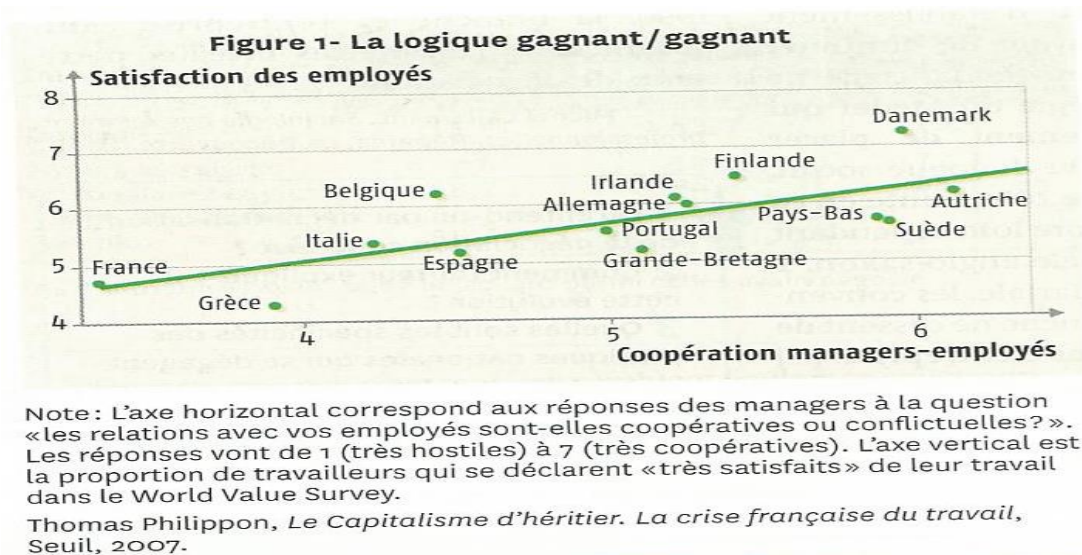 Figure 1- La logique gagnant/gagnant
Satisfaction des employés
8
Danemark
7
Finlande
Belgique
Irlande
Allemagne
6
Pays-Bas
Autriche
Italie
Portugal
Suède
France
Espagne
Grande-Bretagne
5
Grèce
4
4
5
6
Coopération managers-employés
Note: L'axe horizontal correspond aux réponses des managers à la question
«les relations avec vos employés sont-elles coopératives ou conflictuelles?».
Les réponses vont de 1 (très hostiles) à 7 (très coopératives). L'axe vertical est
la proportion de travailleurs qui se déclarent «très satisfaits» de leur travail
dans le World Value Survey.
Thomas Philippon, Le Capitalisme d'héritier. La crise française du travail,
Seuil, 2007.